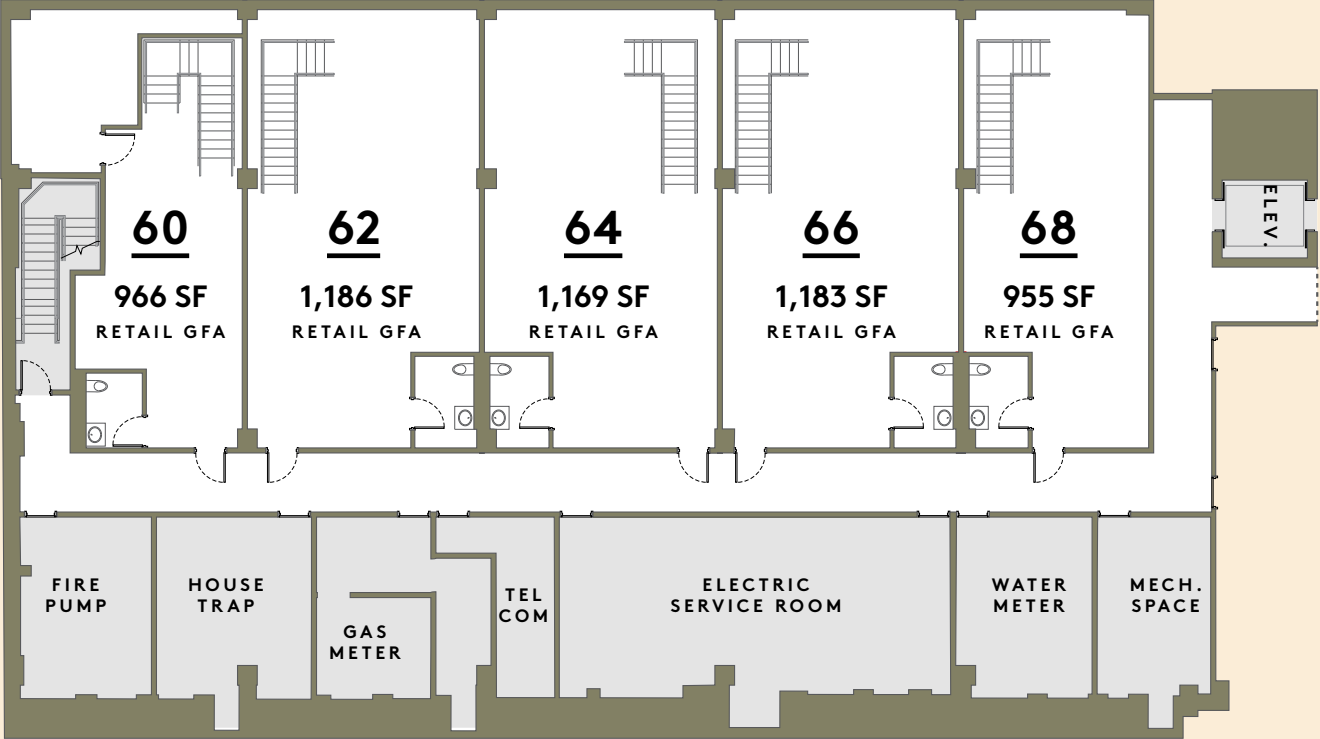 60
966 SF
RETAIL GFA
62
1,186 SF
RETAIL GFA
64
1,169 SF
RETAIL GFA
66
1,183 SF
RETAIL GFA
68
955 SF
RETAIL GFA
ELEV.
FIRE
PUMP
HOUSE
TRAP
GAS
METER
TEL
COM
ELECTRIC
SERVICE ROOM
WATER
METER
MECH.
SPACE